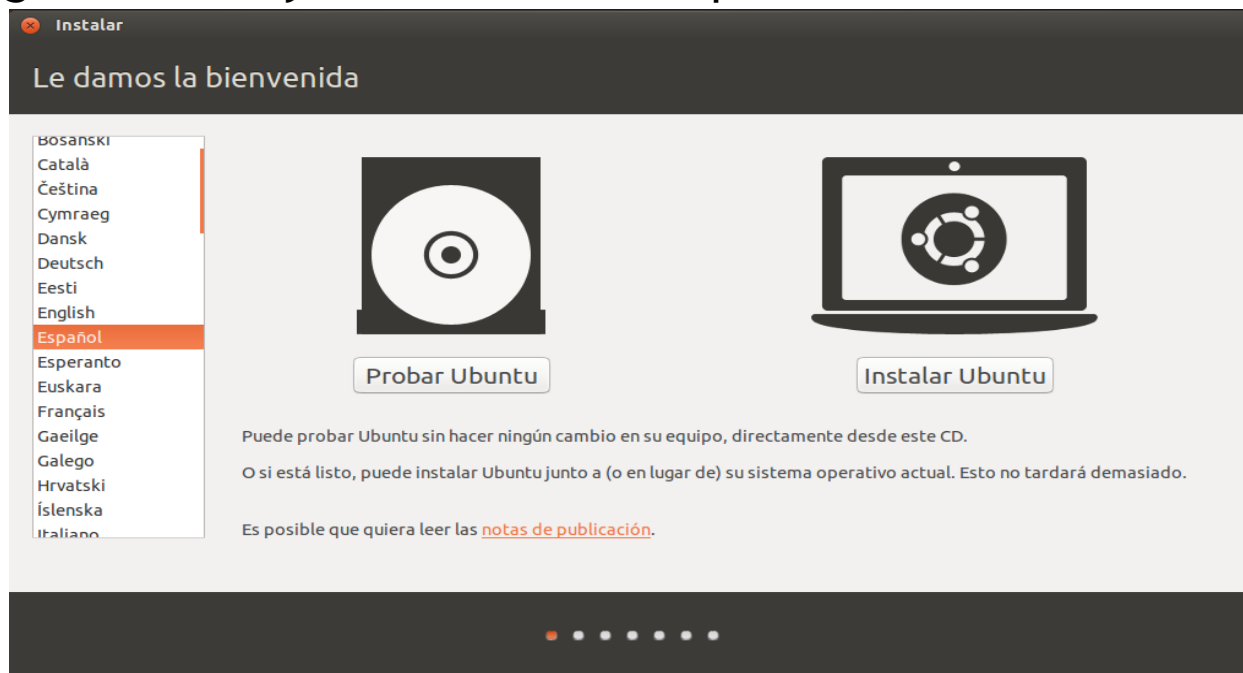 Instalar
Le damos la bienvenida
Bosanski
Català
Čeština
Cymraeg
Dansk
Deutsch
Eesti
English
Español
Esperanto
Euskara
Français
Gaeilge
Galego
Hrvatski
Íslenska
Italiano
Probar Ubuntu
Instalar Ubuntu
Puede probar Ubuntu sin hacer ningún cambio en su equipo, directamente desde este CD.
O si está listo, puede instalar Ubuntu junto a (o en lugar de) su sistema operativo actual. Esto no tardará demasiado.
Es posible que quiera leer las notas de publicación.